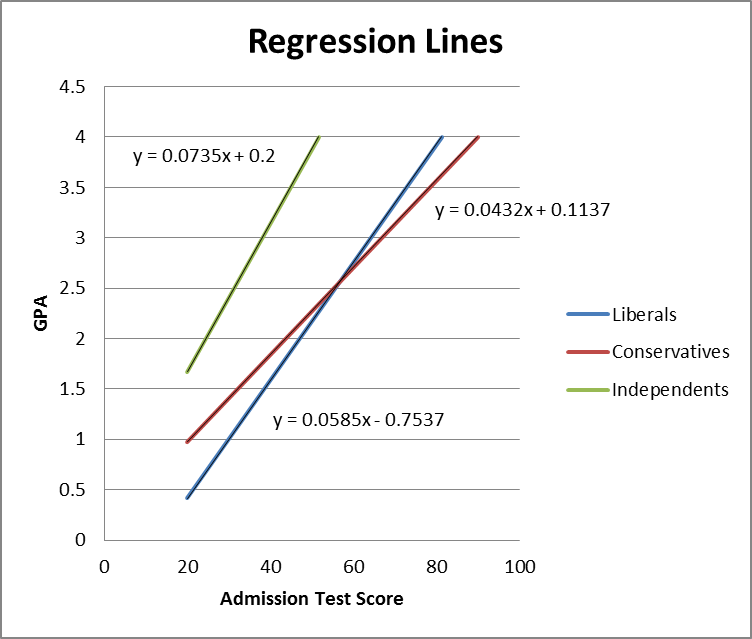 Regression Lines
4.5
4
3.5
3
2.5
2
1.5
1
0.5
0
GPA
y = 0.0735x + 0.2
y = 0.0432x + 0.1137
y = 0.0585x - 0.7537
0 20 40 60 80 100
Admission Test Score
Liberals
Conservatives
Independents